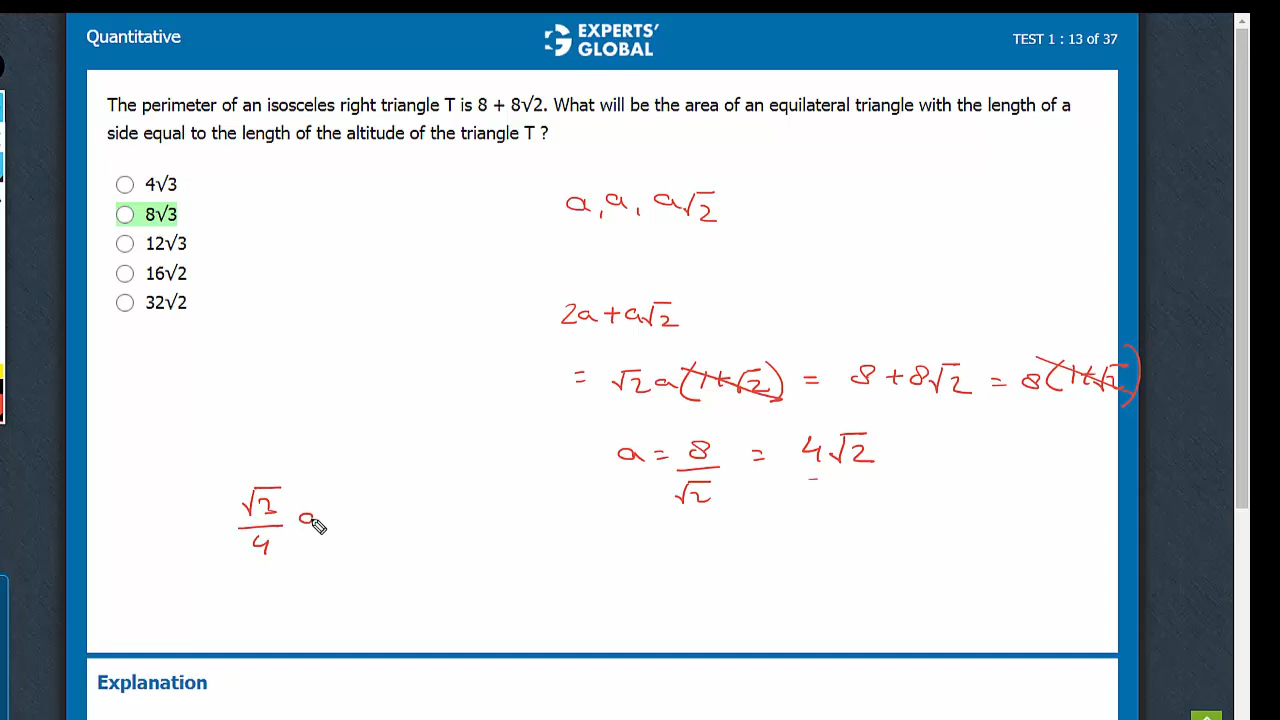 Quantitative
EXPERTS' GLOBAL
TEST 1 : 13 of 37
The perimeter of an isosceles right triangle T is 8 + 8√2. What will be the area of an equilateral triangle with the length of a
side equal to the length of the altitude of the triangle T ?
4√3
8√3
12√3
16√2
32√2
a, a, a√2
2a+a√2
= √2a(1+√2) = 8+8√2 = 8(1+√2)
a = 8/√2 = 4√2
√3/4 a
Explanation